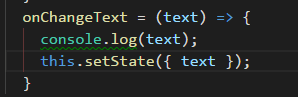 onChangeText = (text) => {
  console.log(text);
  this.setState({ text });
}